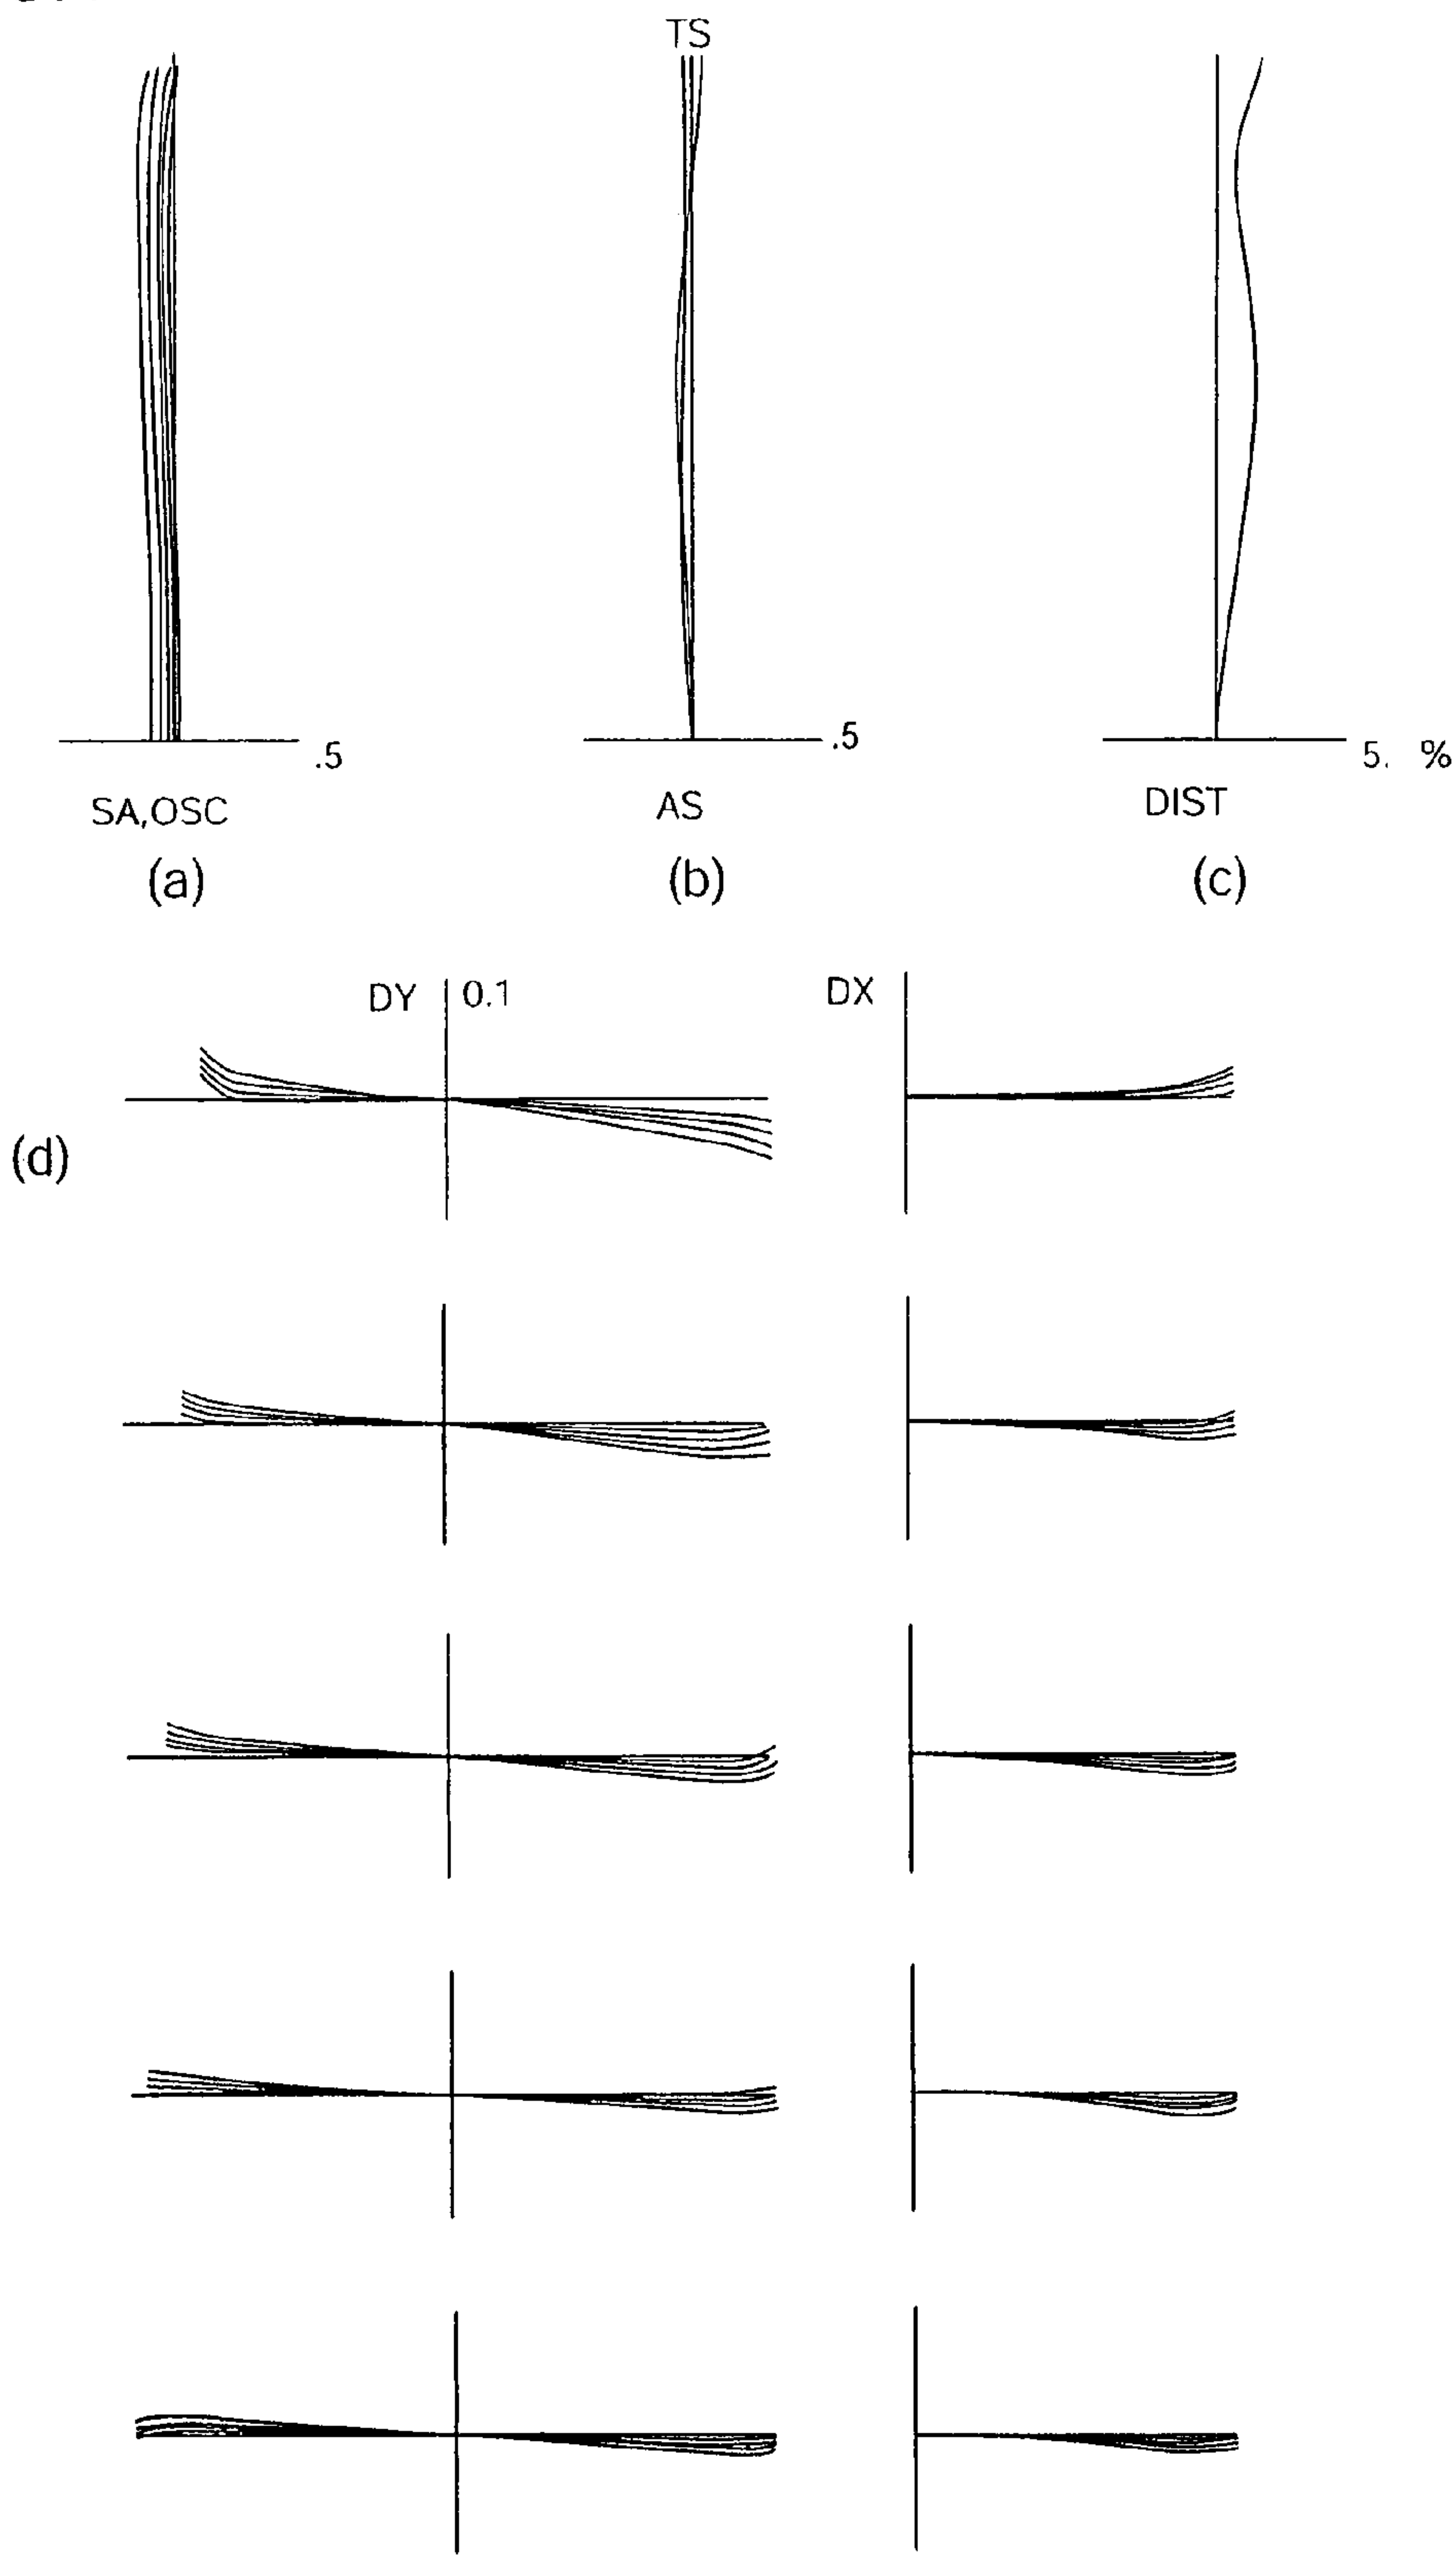 TS
.5
.5
5. %
SA,OSC
AS
DIST
(a)
(b)
(c)
DY 0.1
DX
(d)